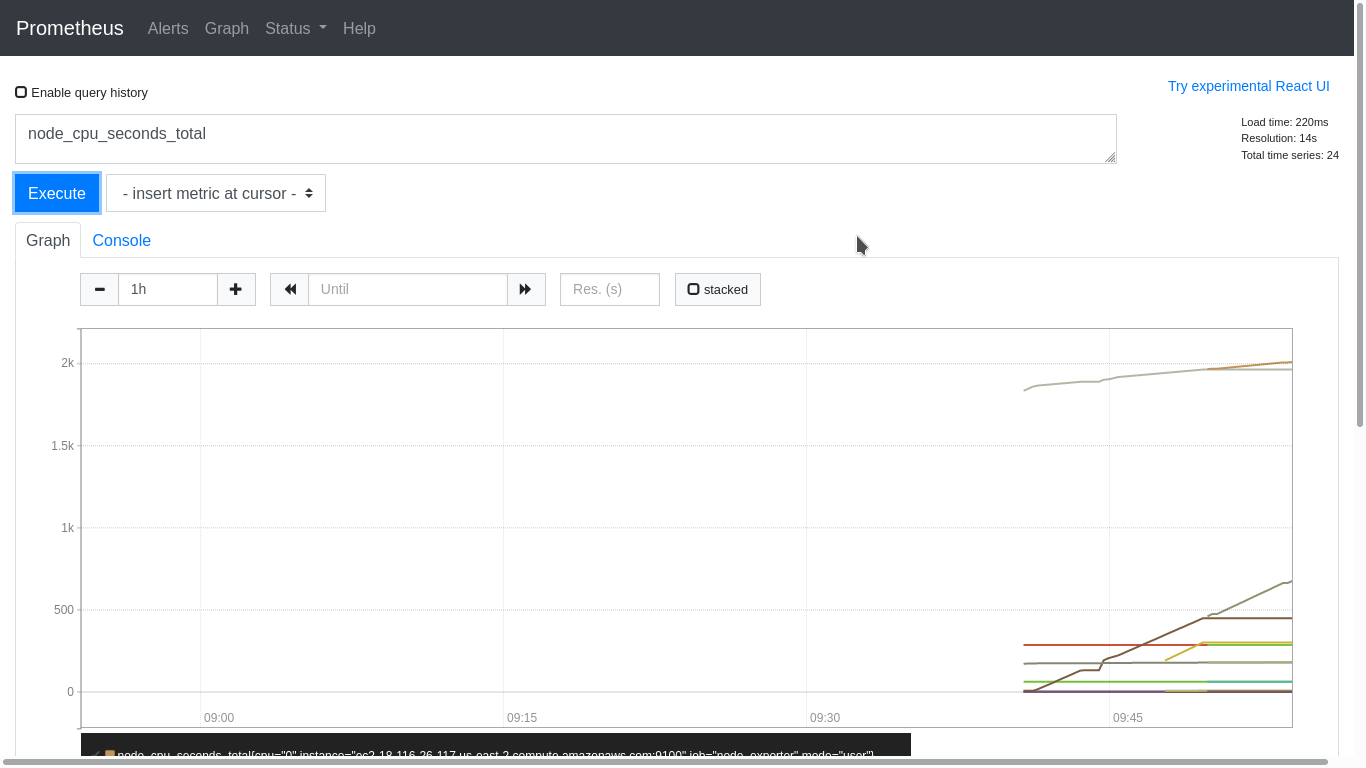 Prometheus Alerts Graph Status Help
Enable query history
Try experimental React UI
node_cpu_seconds_total
Load time: 220ms
Resolution: 14s
Total time series: 24
Execute
- insert metric at cursor -
Graph Console
1h
Until
Res. (s)
stacked
2k
1.5k
1k
500
0
09:00 09:15 09:30 09:45
node_cpu_seconds_total{cpu="0",instance="ec2-18-116-26-117.us-east-2.compute.amazonaws.com:9100",job="node_exporter",mode="user"}